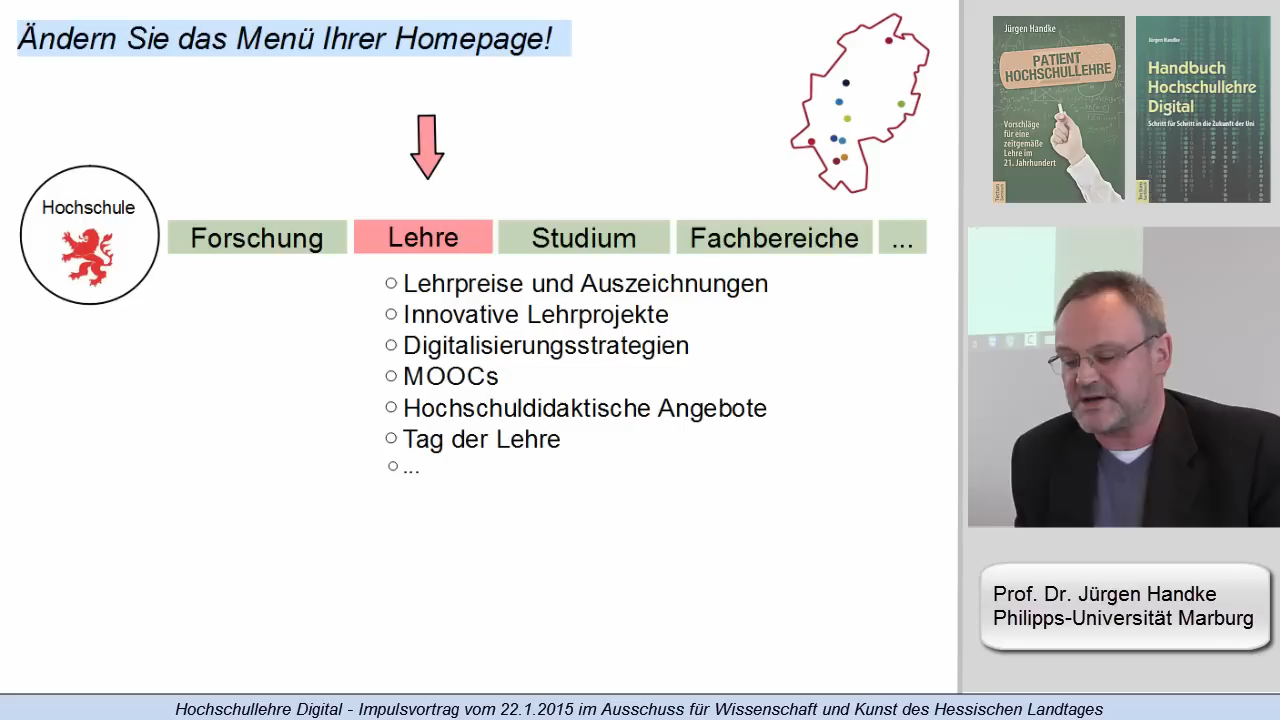 Ändern Sie das Menü Ihrer Homepage!
Hochschule
Forschung
Lehre
Studium
Fachbereiche
...
Lehrpreise und Auszeichnungen
Innovative Lehrprojekte
Digitalisierungsstrategien
MOOCs
Hochschuldidaktische Angebote
Tag der Lehre
...
Jürgen Handke
PATIENT
HOCHSCHULLEHRE
Vorschläge
für eine
zeitgemäße
Lehre im
21. Jahrhundert
Jürgen Handke
Handbuch
Hochschullehre
Digital
Schritt für Schritt in die Zukunft der Uni
Prof. Dr. Jürgen Handke
Philipps-Universität Marburg
Hochschullehre Digital - Impulsvortrag vom 22.1.2015 im Ausschuss für Wissenschaft und Kunst des Hessischen Landtages